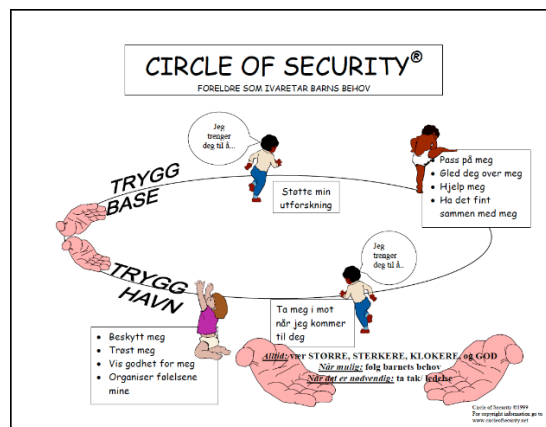 CIRCLE OF SECURITY®
FORELDRE SOM IVARETAR BARNS BEHOV
Jeg
trenger
deg til å...
TRYGG
BASE
Støtte min
utforskning
• Pass på meg
• Gled deg over meg
• Hjelp meg
• Ha det fint
sammen med meg
Jeg
trenger
deg til å...
TRYGG
HAVN
Ta meg i mot
når jeg kommer
til deg
• Beskytt meg
• Trøst meg
• Vis godhet for meg
• Organiser følelsene
mine
Alltid: vær STØRRE, STERKERE, KLOKERE, og GOD
Når mulig: følg barnets behov
Når det er nødvendig: ta tak/ ledelse
Circle of Security ©1999
For copyright information go to
www.circleofsecurity.net